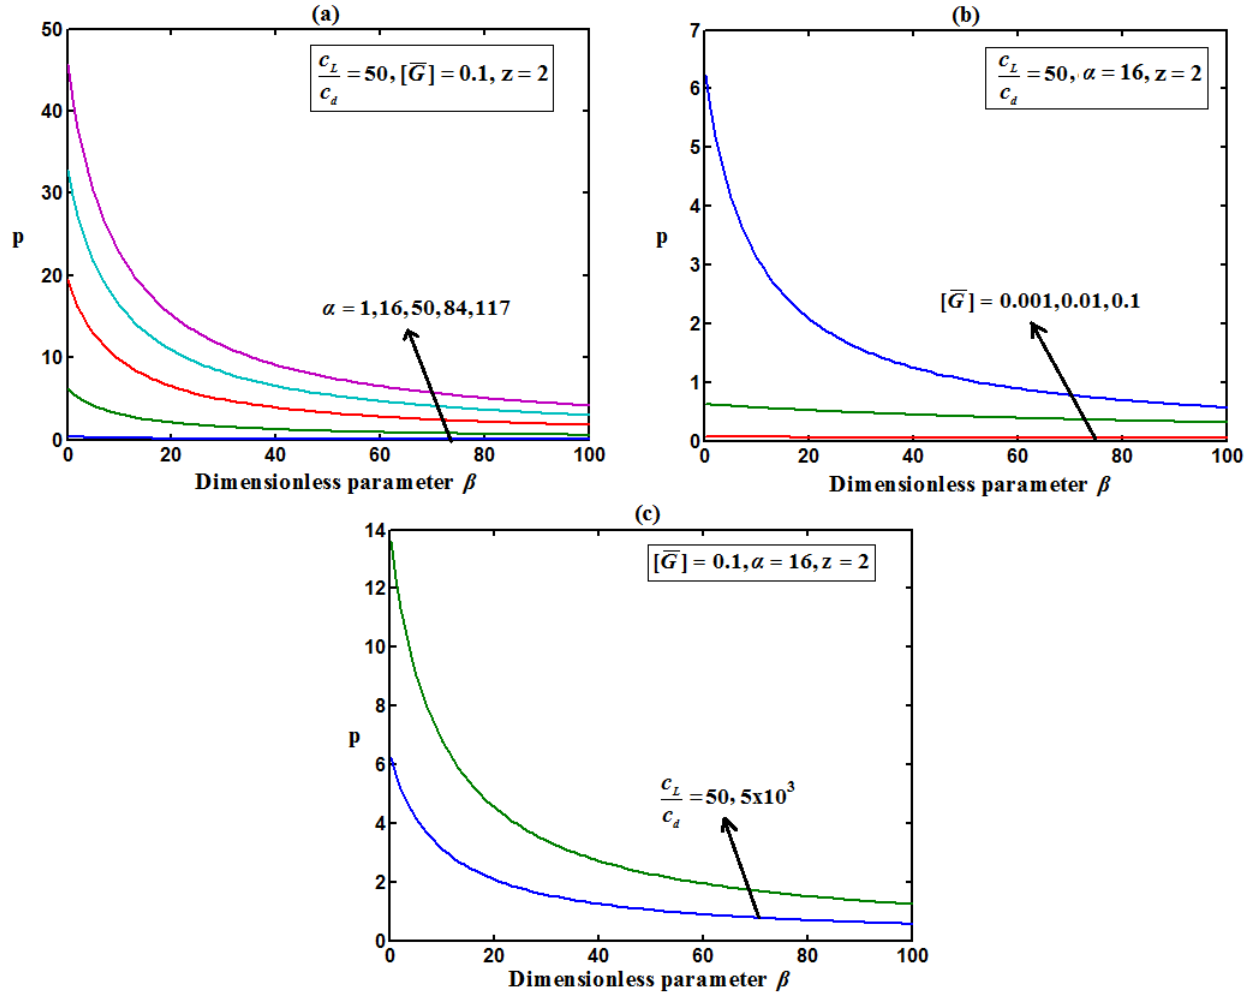 (a)
50
40
30
20
10
0
p
c_L/c_d = 50, [G̅] = 0.1, z = 2
α = 1,16,50,84,117
0 20 40 60 80 100
Dimensionless parameter β
(b)
7
6
5
4
3
2
1
0
p
c_L/c_d = 50, α = 16, z = 2
[G̅] = 0.001,0.01,0.1
0 20 40 60 80 100
Dimensionless parameter β
(c)
14
12
10
8
6
4
2
0
p
[G̅] = 0.1, α = 16, z = 2
c_L/c_d = 50, 5x10³
0 20 40 60 80 100
Dimensionless parameter β